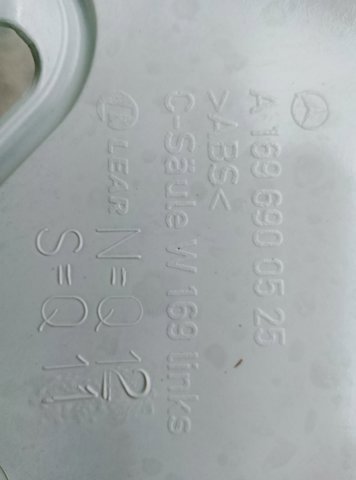 A 169 690 05 25
>ABS<
C-Säule W 169 links
LEAR N=Q 12
S=Q 11